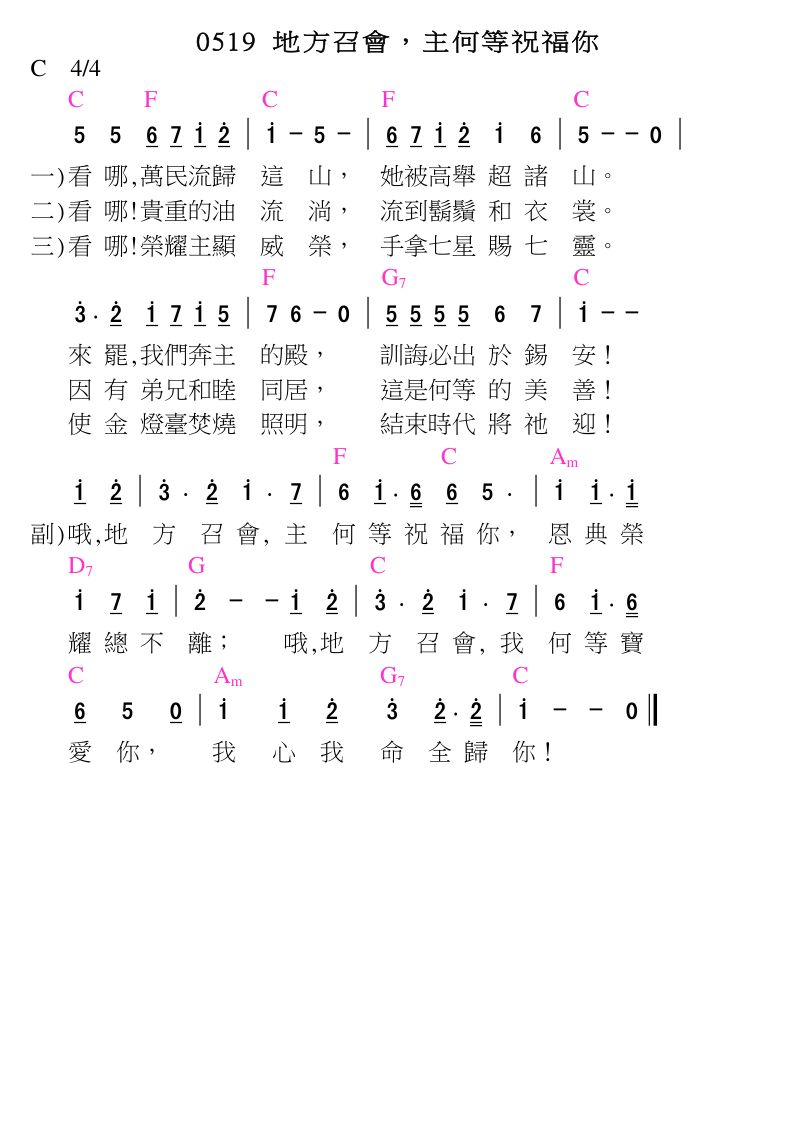 0519 地方召會，主何等祝福你
C 4/4
C F C F C
5 5 6 7 1̇ 2̇ | 1̇ － 5 － | 6 7 1̇ 2̇ 1̇ 6 | 5 － － 0 |
一)看 哪,萬民流歸 這 山， 她被高舉 超 諸 山。
二)看 哪!貴重的油 流 淌， 流到鬍鬚 和 衣 裳。
三)看 哪!榮耀主顯 威 榮， 手拿七星 賜 七 靈。
F G7 C
3̇ · 2̇ 1̇ 7 1̇ 5 | 7 6 － 0 | 5 5 5 5 6 7 | 1̇ － －
來 罷,我們奔主 的殿， 訓誨必出 於 錫 安！
因 有 弟兄和睦 同居， 這是何等 的 美 善！
使 金 燈臺焚燒 照明， 結束時代 將 祂 迎！
F C Am
1̇ 2̇ | 3̇ · 2̇ 1̇ · 7 | 6 1̇ · 6 6 5 · | 1̇ 1̇ · 1̇
副)哦,地 方 召 會, 主 何 等 祝 福 你， 恩 典 榮
D7 G C F
1̇ 7 1̇ | 2̇ － － 1̇ 2̇ | 3̇ · 2̇ 1̇ · 7 | 6 1̇ · 6
耀 總 不 離； 哦,地 方 召 會, 我 何 等 寶
C Am G7 C
6 5 0 | 1̇ 1̇ 2̇ 3̇ 2̇ · 2̇ | 1̇ － － 0 ‖
愛 你， 我 心 我 命 全 歸 你！